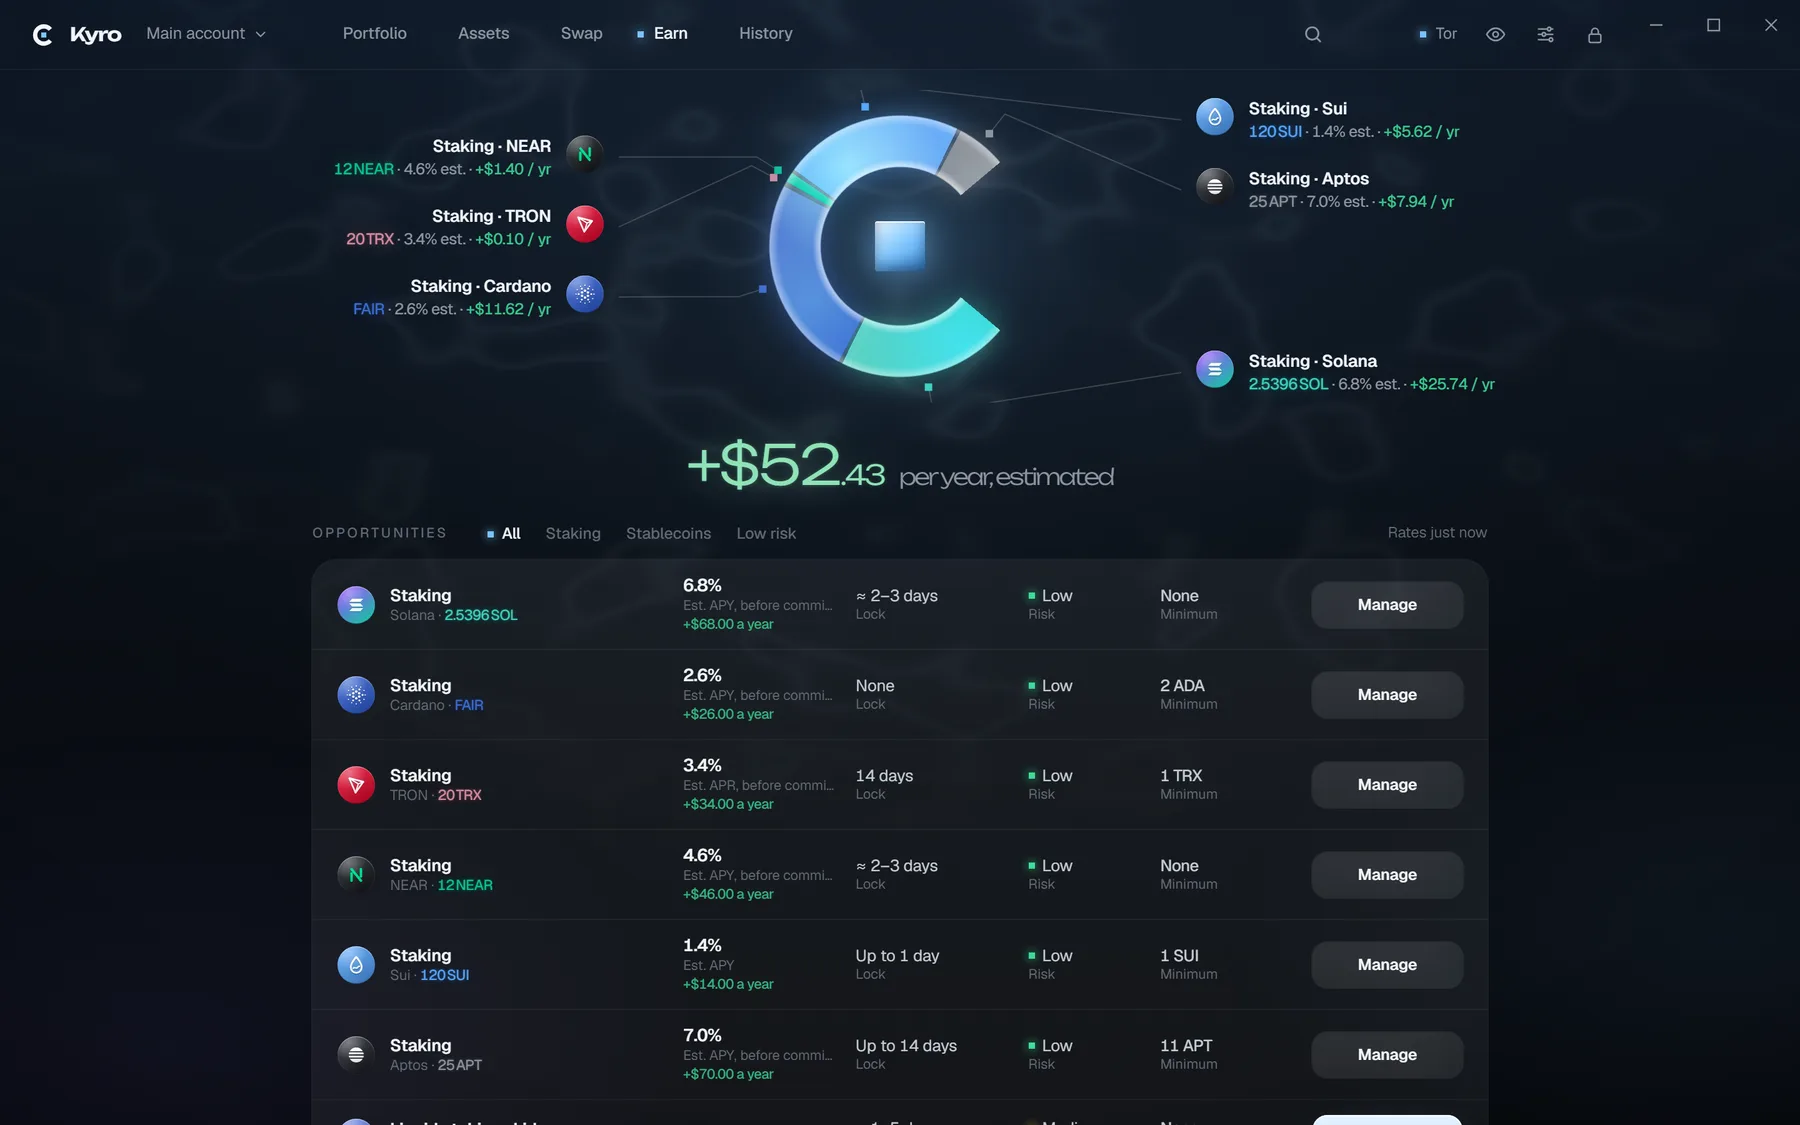 Kyro
Main account
Portfolio
Assets
Swap
Earn
History
Tor
Staking · NEAR
12 NEAR · 4.6% est. · +$1.40 / yr
Staking · TRON
20 TRX · 3.4% est. · +$0.10 / yr
Staking · Cardano
FAIR · 2.6% est. · +$11.62 / yr
Staking · Sui
120 SUI · 1.4% est. · +$5.62 / yr
Staking · Aptos
25 APT · 7.0% est. · +$7.94 / yr
Staking · Solana
2.5396 SOL · 6.8% est. · +$25.74 / yr
+$52.43 per year, estimated
OPPORTUNITIES
All
Staking
Stablecoins
Low risk
Rates just now
Staking
Solana · 2.5396 SOL
6.8%
Est. APY, before commi...
+$68.00 a year
≈ 2–3 days
Lock
Low
Risk
None
Minimum
Manage
Staking
Cardano · FAIR
2.6%
Est. APY, before commi...
+$26.00 a year
None
Lock
Low
Risk
2 ADA
Minimum
Manage
Staking
TRON · 20 TRX
3.4%
Est. APR, before commi...
+$34.00 a year
14 days
Lock
Low
Risk
1 TRX
Minimum
Manage
Staking
NEAR · 12 NEAR
4.6%
Est. APY, before commi...
+$46.00 a year
≈ 2–3 days
Lock
Low
Risk
None
Minimum
Manage
Staking
Sui · 120 SUI
1.4%
Est. APY
+$14.00 a year
Up to 1 day
Lock
Low
Risk
1 SUI
Minimum
Manage
Staking
Aptos · 25 APT
7.0%
Est. APY, before commi...
+$70.00 a year
Up to 14 days
Lock
Low
Risk
11 APT
Minimum
Manage